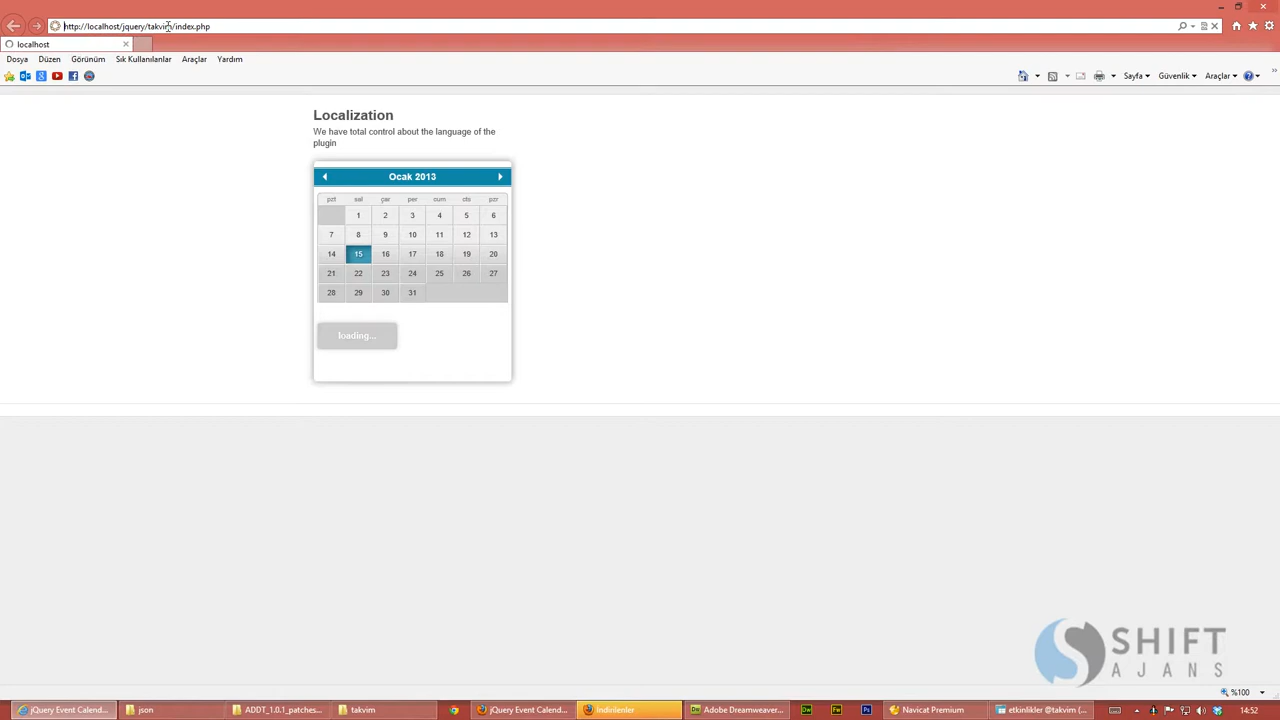 http://localhost/jquery/takvim/index.php
localhost
Dosya Düzen Görünüm Sık Kullanılanlar Araçlar Yardım
Sayfa Güvenlik Araçlar
Localization
We have total control about the language of the
plugin
Ocak 2013
pzt sal çar per cum cts pzr
1 2 3 4 5 6
7 8 9 10 11 12 13
14 15 16 17 18 19 20
21 22 23 24 25 26 27
28 29 30 31
loading...
SHIFT
AJANS
%100
jQuery Event Calend... json ADDT_1.0.1_patches... takvim jQuery Event Calend... İndirilenler Adobe Dreamweaver... Navicat Premium etkinlikler @takvim (... 14:52